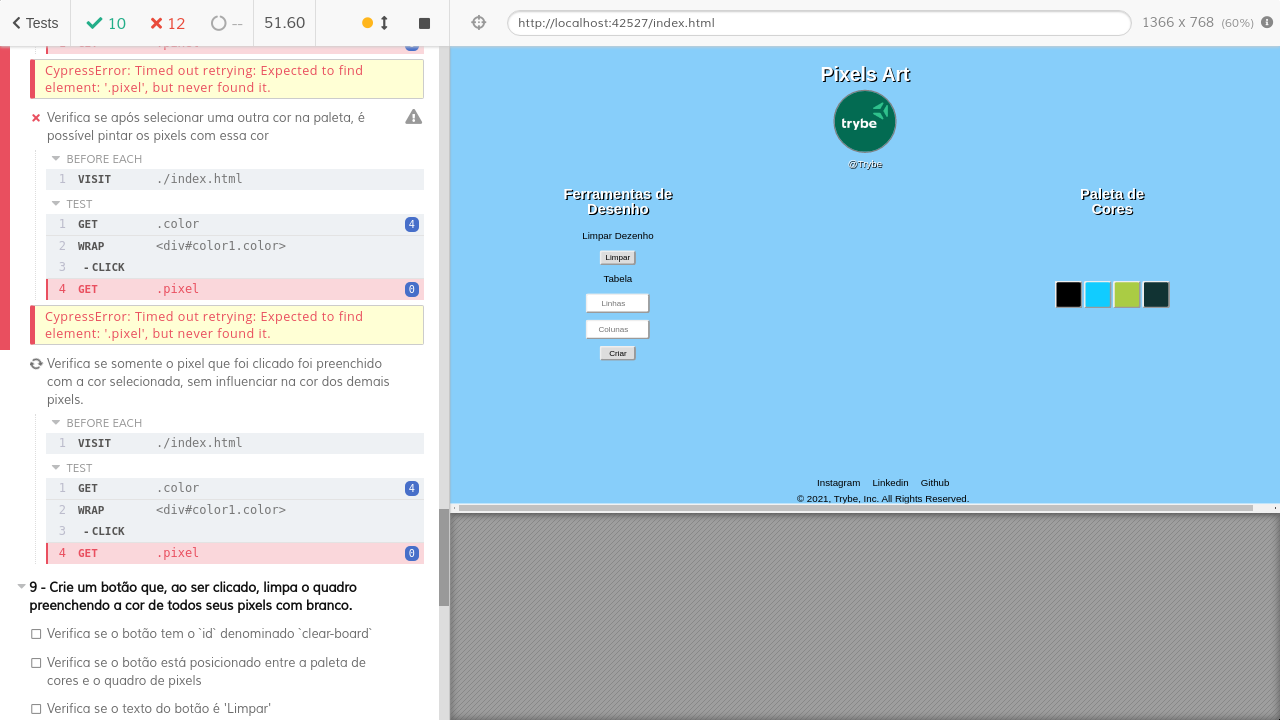 Tests 10 12 -- 51.60
http://localhost:42527/index.html 1366 x 768 (60%)
CypressError: Timed out retrying: Expected to find
element: '.pixel', but never found it.
Verifica se após selecionar uma outra cor na paleta, é
possível pintar os pixels com essa cor
BEFORE EACH
1 VISIT ./index.html
TEST
1 GET .color 4
2 WRAP <div#color1.color>
3 - CLICK
4 GET .pixel 0
CypressError: Timed out retrying: Expected to find
element: '.pixel', but never found it.
Verifica se somente o pixel que foi clicado foi preenchido
com a cor selecionada, sem influenciar na cor dos demais
pixels.
BEFORE EACH
1 VISIT ./index.html
TEST
1 GET .color 4
2 WRAP <div#color1.color>
3 - CLICK
4 GET .pixel 0
9 - Crie um botão que, ao ser clicado, limpa o quadro
preenchendo a cor de todos seus pixels com branco.
Verifica se o botão tem o `id` denominado `clear-board`
Verifica se o botão está posicionado entre a paleta de
cores e o quadro de pixels
Verifica se o texto do botão é 'Limpar'
Pixels Art
trybe
@Trybe
Ferramentas de
Desenho
Limpar Dezenho
Limpar
Tabela
Linhas
Colunas
Criar
Paleta de
Cores
Instagram Linkedin Github
© 2021, Trybe, Inc. All Rights Reserved.